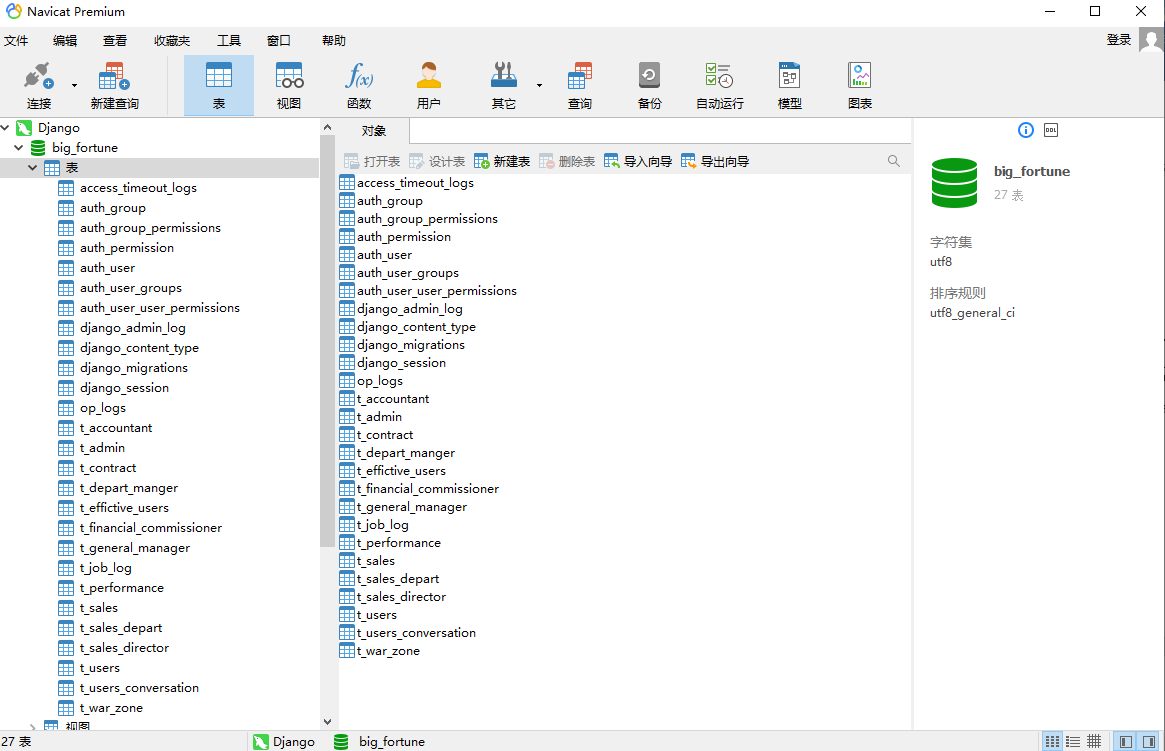 Navicat Premium
文件 编辑 查看 收藏夹 工具 窗口 帮助 登录
连接 新建查询 表 视图 函数 用户 其它 查询 备份 自动运行 模型 图表
f(x)
Django
big_fortune
表
access_timeout_logs
auth_group
auth_group_permissions
auth_permission
auth_user
auth_user_groups
auth_user_user_permissions
django_admin_log
django_content_type
django_migrations
django_session
op_logs
t_accountant
t_admin
t_contract
t_depart_manger
t_effictive_users
t_financial_commissioner
t_general_manager
t_job_log
t_performance
t_sales
t_sales_depart
t_sales_director
t_users
t_users_conversation
t_war_zone
视图
对象
打开表 设计表 新建表 删除表 导入向导 导出向导
access_timeout_logs
auth_group
auth_group_permissions
auth_permission
auth_user
auth_user_groups
auth_user_user_permissions
django_admin_log
django_content_type
django_migrations
django_session
op_logs
t_accountant
t_admin
t_contract
t_depart_manger
t_effictive_users
t_financial_commissioner
t_general_manager
t_job_log
t_performance
t_sales
t_sales_depart
t_sales_director
t_users
t_users_conversation
t_war_zone
DDL
big_fortune
27 表
字符集
utf8
排序规则
utf8_general_ci
27 表 Django big_fortune